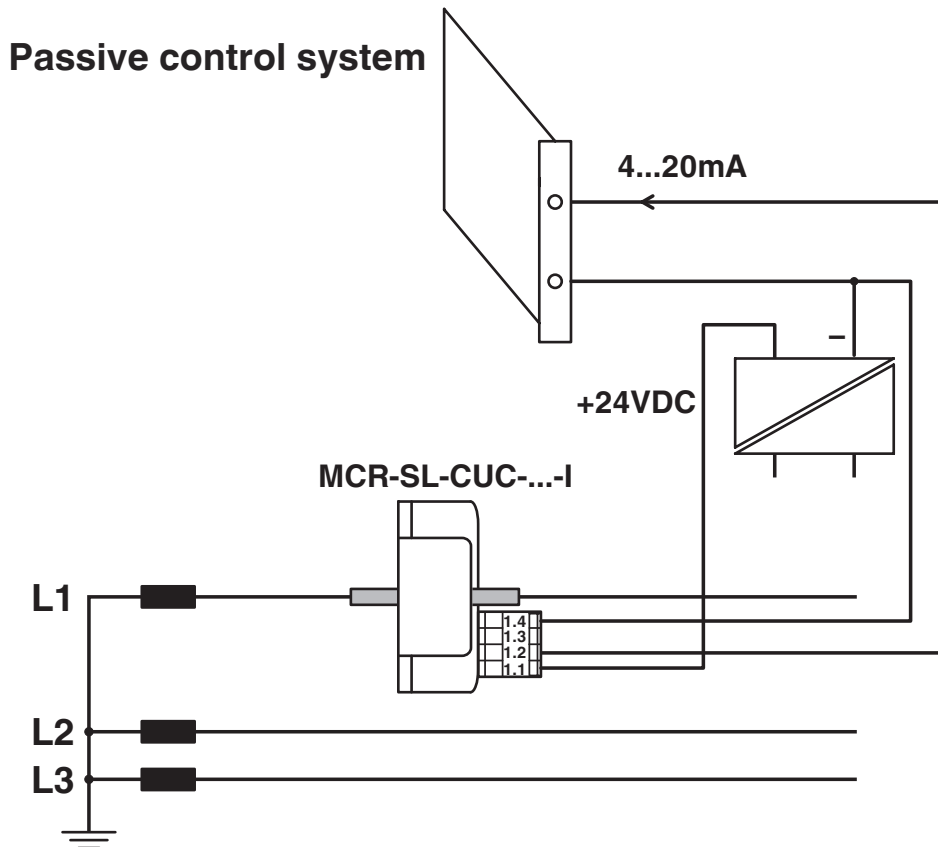 Passive control system
4...20mA
–
+24VDC
MCR-SL-CUC-...-I
L1
1.4
1.3
1.2
1.1
L2
L3